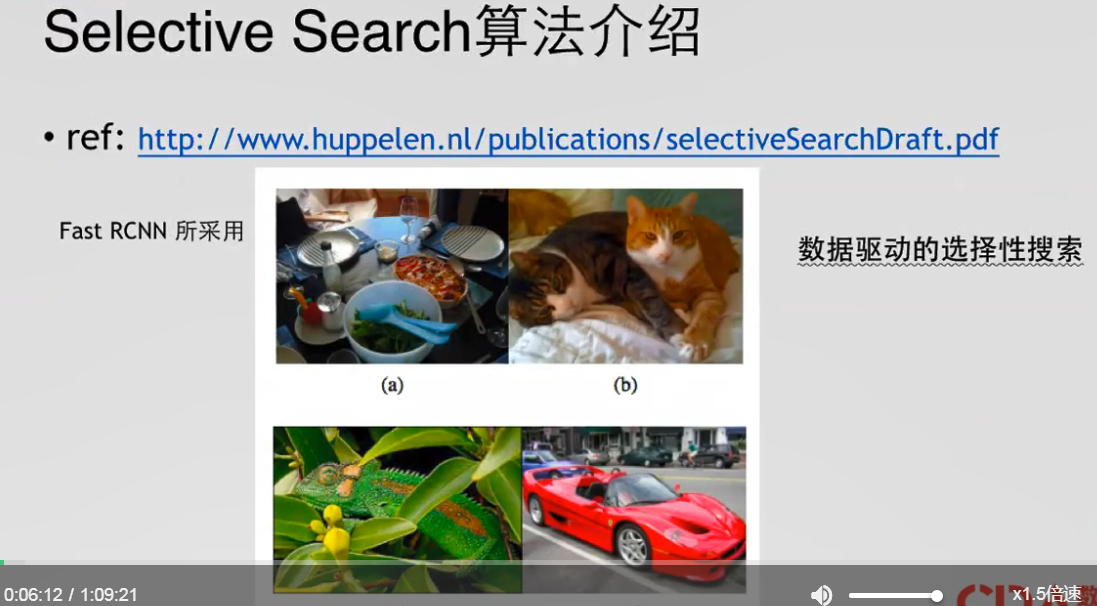 Selective Search算法介绍
• ref: http://www.huppelen.nl/publications/selectiveSearchDraft.pdf
Fast RCNN 所采用
数据驱动的选择性搜索
(a)
(b)
0:06:12 / 1:09:21
x1.5倍速